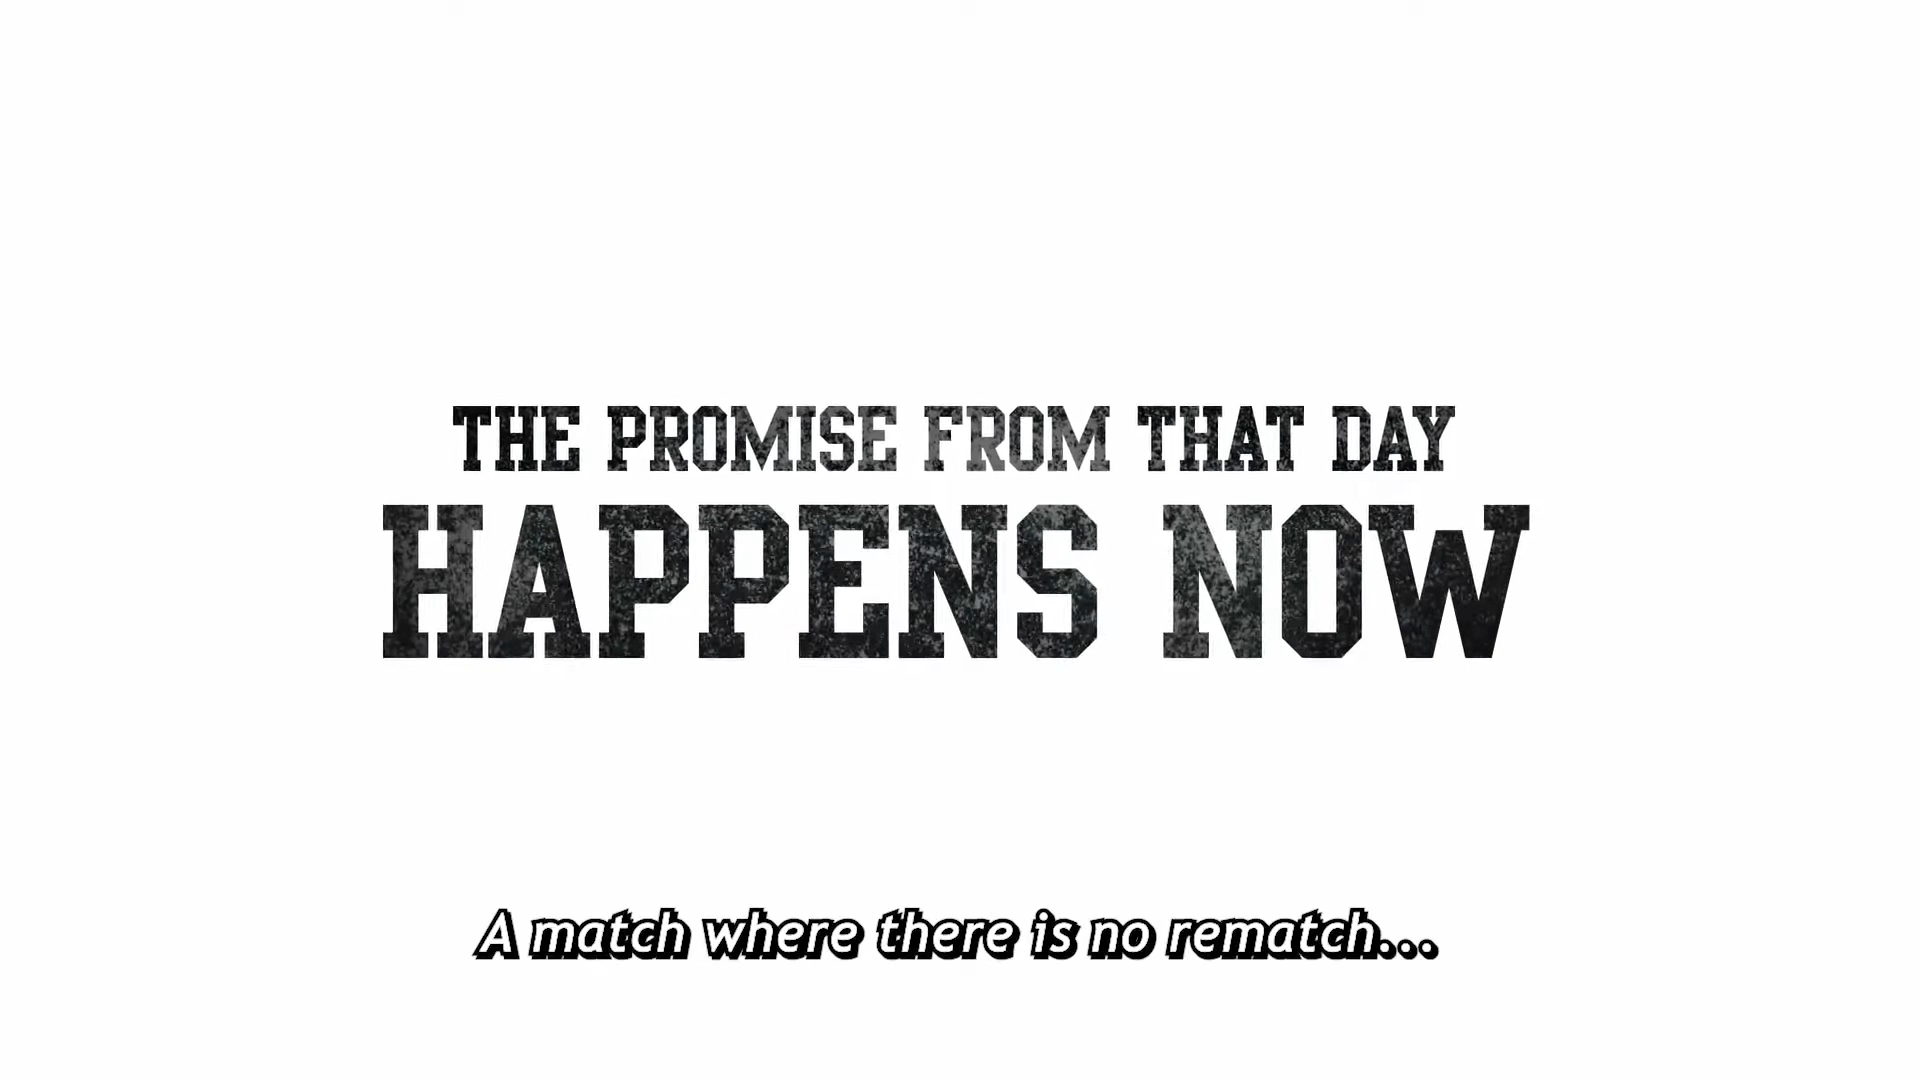 THE PROMISE FROM THAT DAY
HAPPENS NOW
A match where there is no rematch...